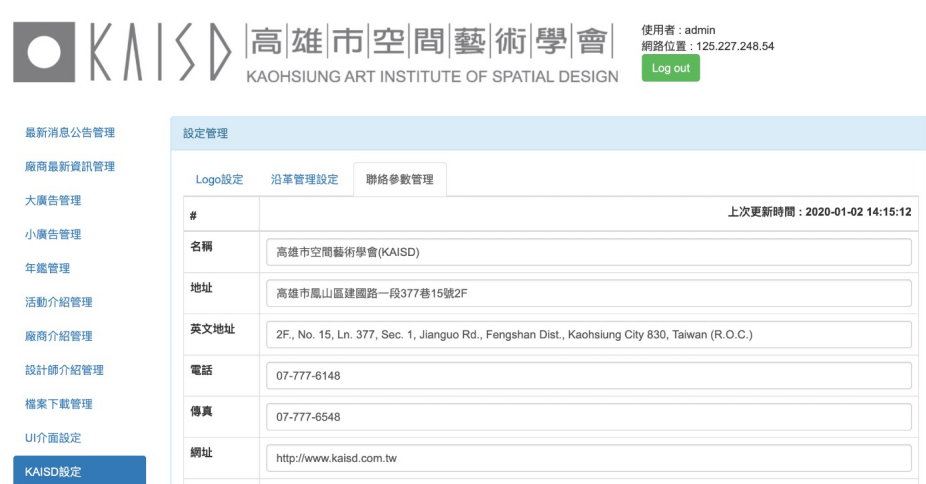 KAISD
高雄市空間藝術學會
KAOHSIUNG ART INSTITUTE OF SPATIAL DESIGN
使用者 : admin
網路位置 : 125.227.248.54
Log out
最新消息公告管理
廠商最新資訊管理
大廣告管理
小廣告管理
年鑑管理
活動介紹管理
廠商介紹管理
設計師介紹管理
檔案下載管理
UI介面設定
KAISD設定
設定管理
Logo設定 沿革管理設定 聯絡參數管理
# 上次更新時間 : 2020-01-02 14:15:12
名稱 高雄市空間藝術學會(KAISD)
地址 高雄市鳳山區建國路一段377巷15號2F
英文地址 2F., No. 15, Ln. 377, Sec. 1, Jianguo Rd., Fengshan Dist., Kaohsiung City 830, Taiwan (R.O.C.)
電話 07-777-6148
傳真 07-777-6548
網址 http://www.kaisd.com.tw